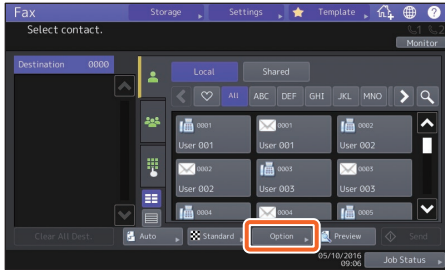 Fax Storage Settings Template ?
Select contact. 1 2
Monitor
Destination 0000
Local Shared
All ABC DEF GHI JKL MNO
0001 0001 0002
User 001 User 001 User 002
0002 0003 0003
User 002 User 003 User 003
0004 0004 0005
Clear All Dest. Auto Standard Option Preview Send
05/10/2016
09:06 Job Status